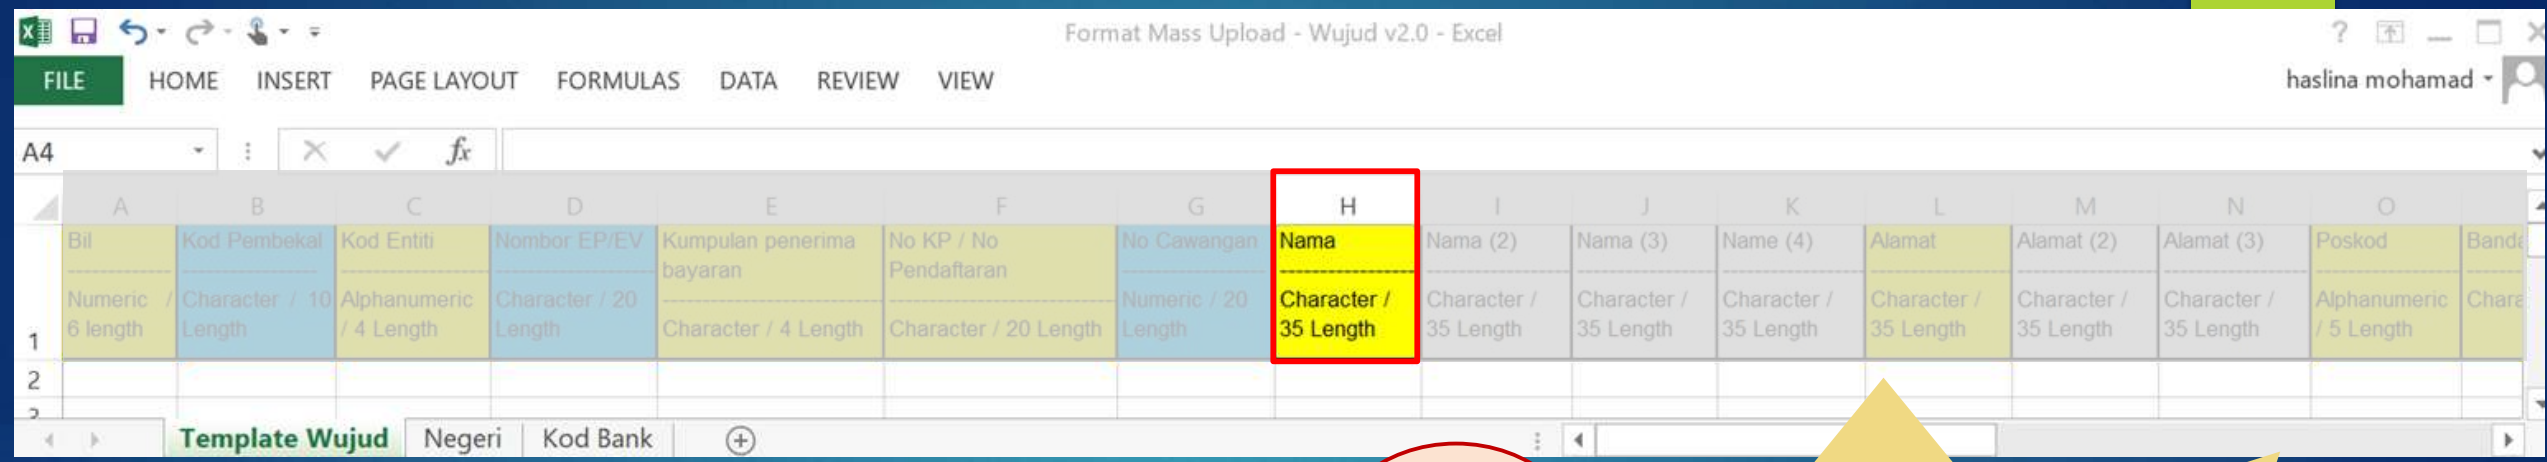 Format Mass Upload - Wujud v2.0 - Excel
FILE HOME INSERT PAGE LAYOUT FORMULAS DATA REVIEW VIEW
haslina mohamad
A4 fx
A B C D E F G H I J K L M N O
1
Bil
Numeric /
6 length
Kod Pembekal
Character / 10
Length
Kod Entiti
Alphanumeric
/ 4 Length
Nombor EP/EV
Character / 20
Length
Kumpulan penerima
bayaran
Character / 4 Length
No KP / No
Pendaftaran
Character / 20 Length
No Cawangan
Numeric / 20
Length
Nama
Character /
35 Length
Nama (2)
Character /
35 Length
Nama (3)
Character /
35 Length
Name (4)
Character /
35 Length
Alamat
Character /
35 Length
Alamat (2)
Character /
35 Length
Alamat (3)
Character /
35 Length
Poskod
Alphanumeric
/ 5 Length
2
Template Wujud Negeri Kod Bank